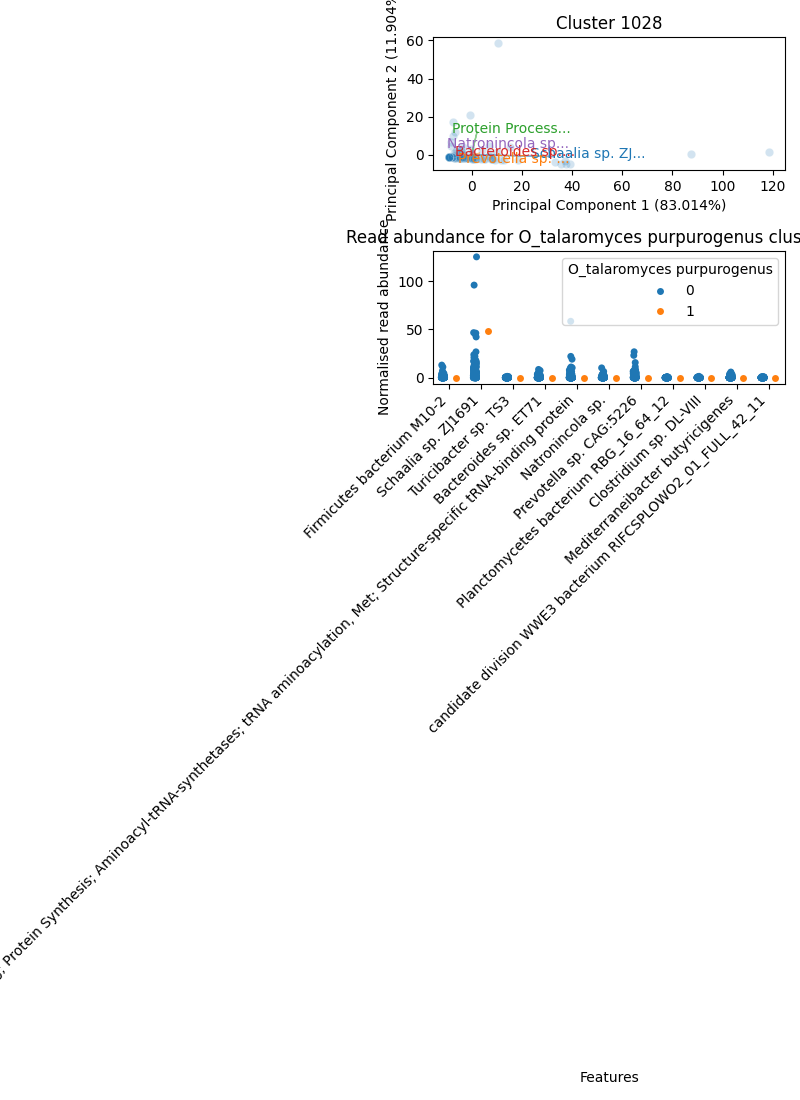 Cluster 1028
Principal Component 2 (11.904%
60
40
20
0
Protein Process...
Natronincola sp...
Bacteroides sp....
Schaalia sp. ZJ...
0
20
40
60
80
100
120
Principal Component 1 (83.014%)
Read abundance for O_talaromyces purpurogenus clus
Normalised read abundance
100
50
0
O_talaromyces purpurogenus
0
1
Firmicutes bacterium M10-2
Schaalia sp. ZJ1691
Turicibacter sp. TS3
Bacteroides sp. ET71
; Protein Synthesis; Aminoacyl-tRNA-synthetases; tRNA aminoacylation, Met; Structure-specific tRNA-binding protein
Natronincola sp.
Prevotella sp. CAG:5226
Planctomycetes bacterium RBG_16_64_12
Clostridium sp. DL-VIII
Mediterraneibacter butyricigenes
candidate division WWE3 bacterium RIFCSPLOWO2_01_FULL_42_11
Features